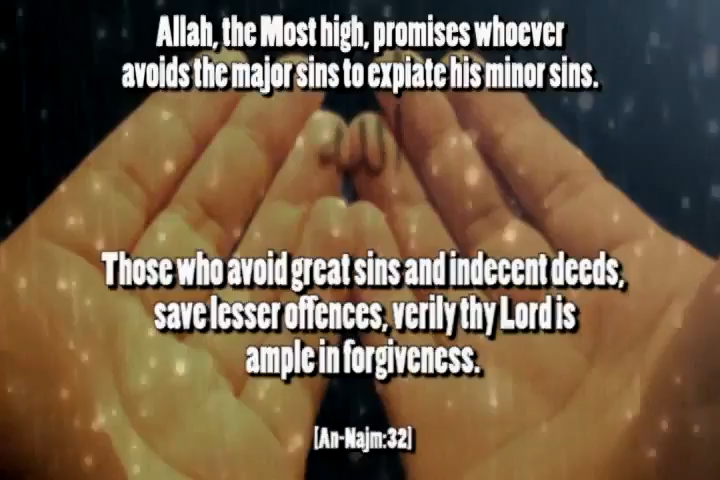 Allah, the Most high, promises whoever
avoids the major sins to expiate his minor sins.
الله
Those who avoid great sins and indecent deeds,
save lesser offences, verily thy Lord is
ample in forgiveness.
[An-Najm:32]